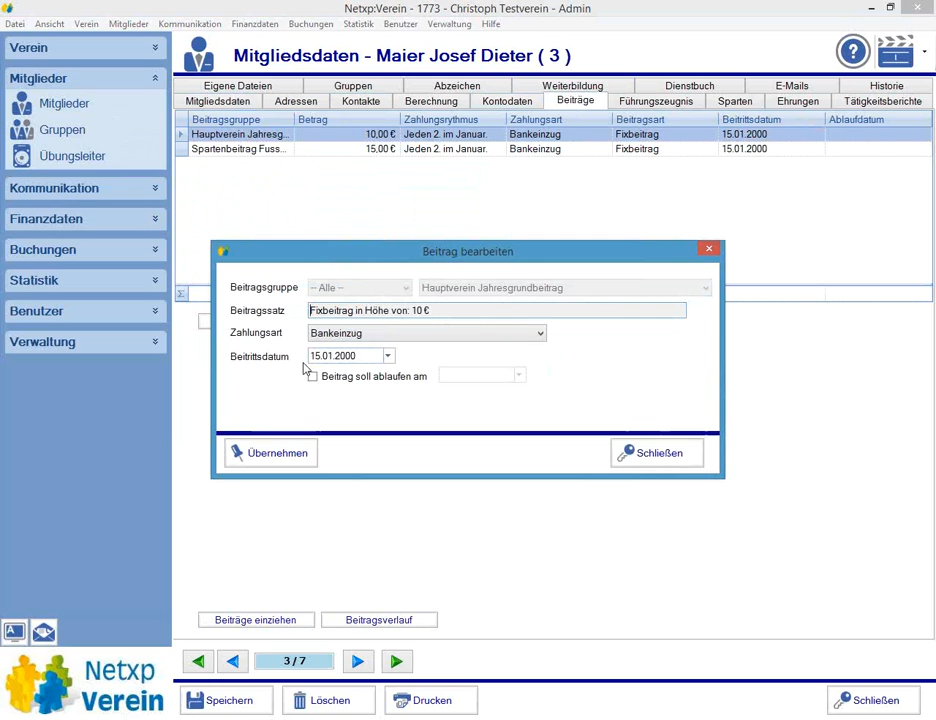 Netxp:Verein - 1773 - Christoph Testverein - Admin
Datei Ansicht Verein Mitglieder Kommunikation Finanzdaten Buchungen Statistik Benutzer Verwaltung Hilfe
Verein
Mitglieder
Mitglieder
Gruppen
Übungsleiter
Kommunikation
Finanzdaten
Buchungen
Statistik
Benutzer
Verwaltung
Netxp
Verein
Mitgliedsdaten - Maier Josef Dieter ( 3 )
Eigene Dateien Gruppen Abzeichen Weiterbildung Dienstbuch E-Mails Historie
Mitgliedsdaten Adressen Kontakte Berechnung Kontodaten Beiträge Führungszeugnis Sparten Ehrungen Tätigkeitsberichte
Beitragsgruppe Betrag Zahlungsrythmus Zahlungsart Beitragsart Beitrittsdatum Ablaufdatum
Hauptverein Jahresg... 10,00 € Jeden 2. im Januar. Bankeinzug Fixbeitrag 15.01.2000
Spartenbeitrag Fuss... 15,00 € Jeden 2. im Januar. Bankeinzug Fixbeitrag 15.01.2000
Σ
Beitrag bearbeiten
Beitragsgruppe -- Alle -- Hauptverein Jahresgrundbeitrag
Beitragssatz Fixbeitrag in Höhe von: 10 €
Zahlungsart Bankeinzug
Beitrittsdatum 15.01.2000
Beitrag soll ablaufen am
Übernehmen Schließen
Beiträge einziehen Beitragsverlauf
3 / 7
Speichern Löschen Drucken Schließen